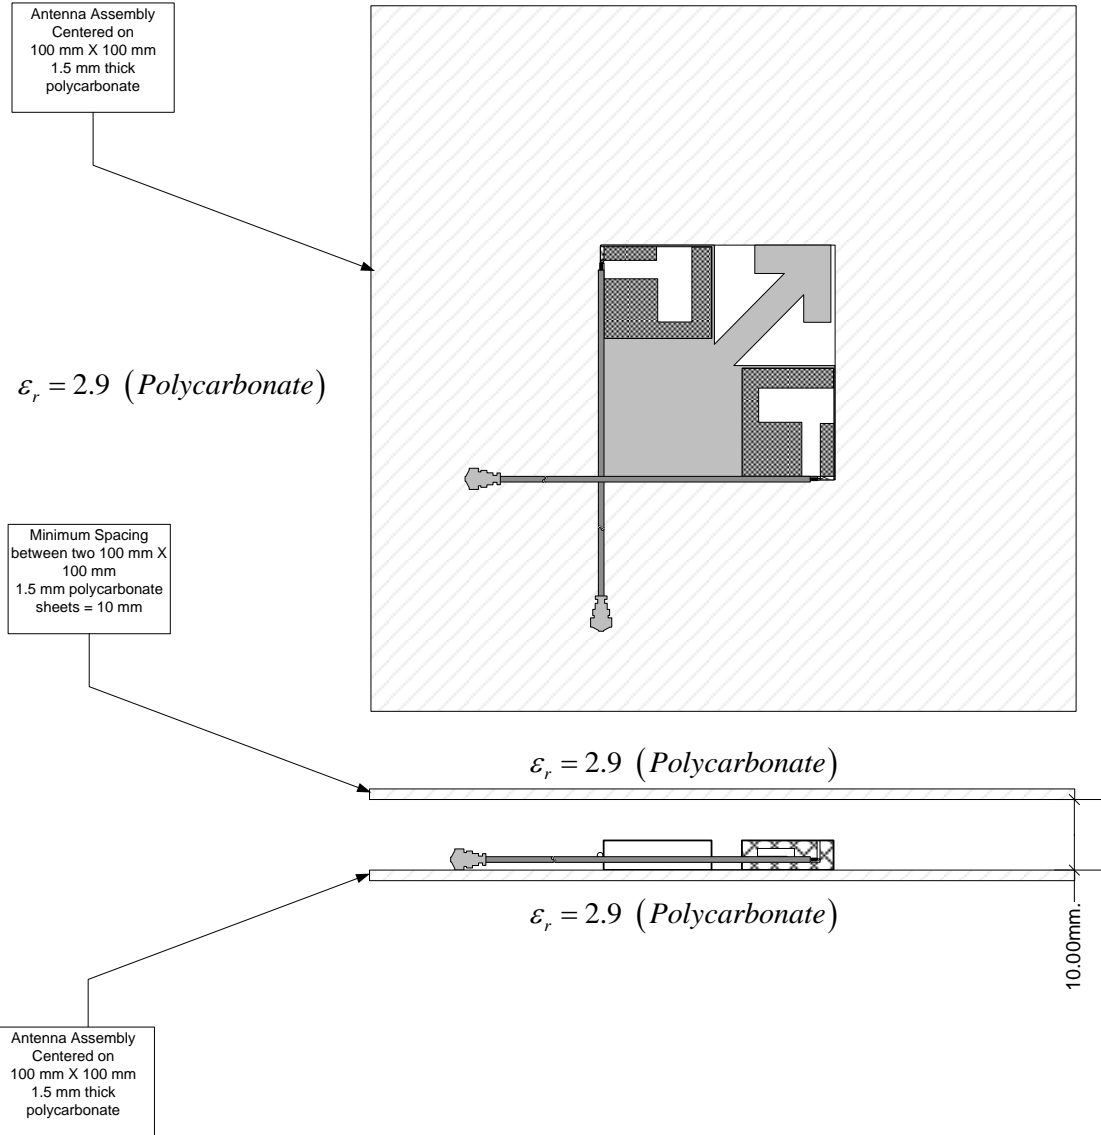 Antenna Assembly
Centered on
100 mm X 100 mm
1.5 mm thick
polycarbonate
εr = 2.9 (Polycarbonate)
Minimum Spacing
between two 100 mm X
100 mm
1.5 mm polycarbonate
sheets = 10 mm
εr = 2.9 (Polycarbonate)
εr = 2.9 (Polycarbonate)
10.00mm.
Antenna Assembly
Centered on
100 mm X 100 mm
1.5 mm thick
polycarbonate